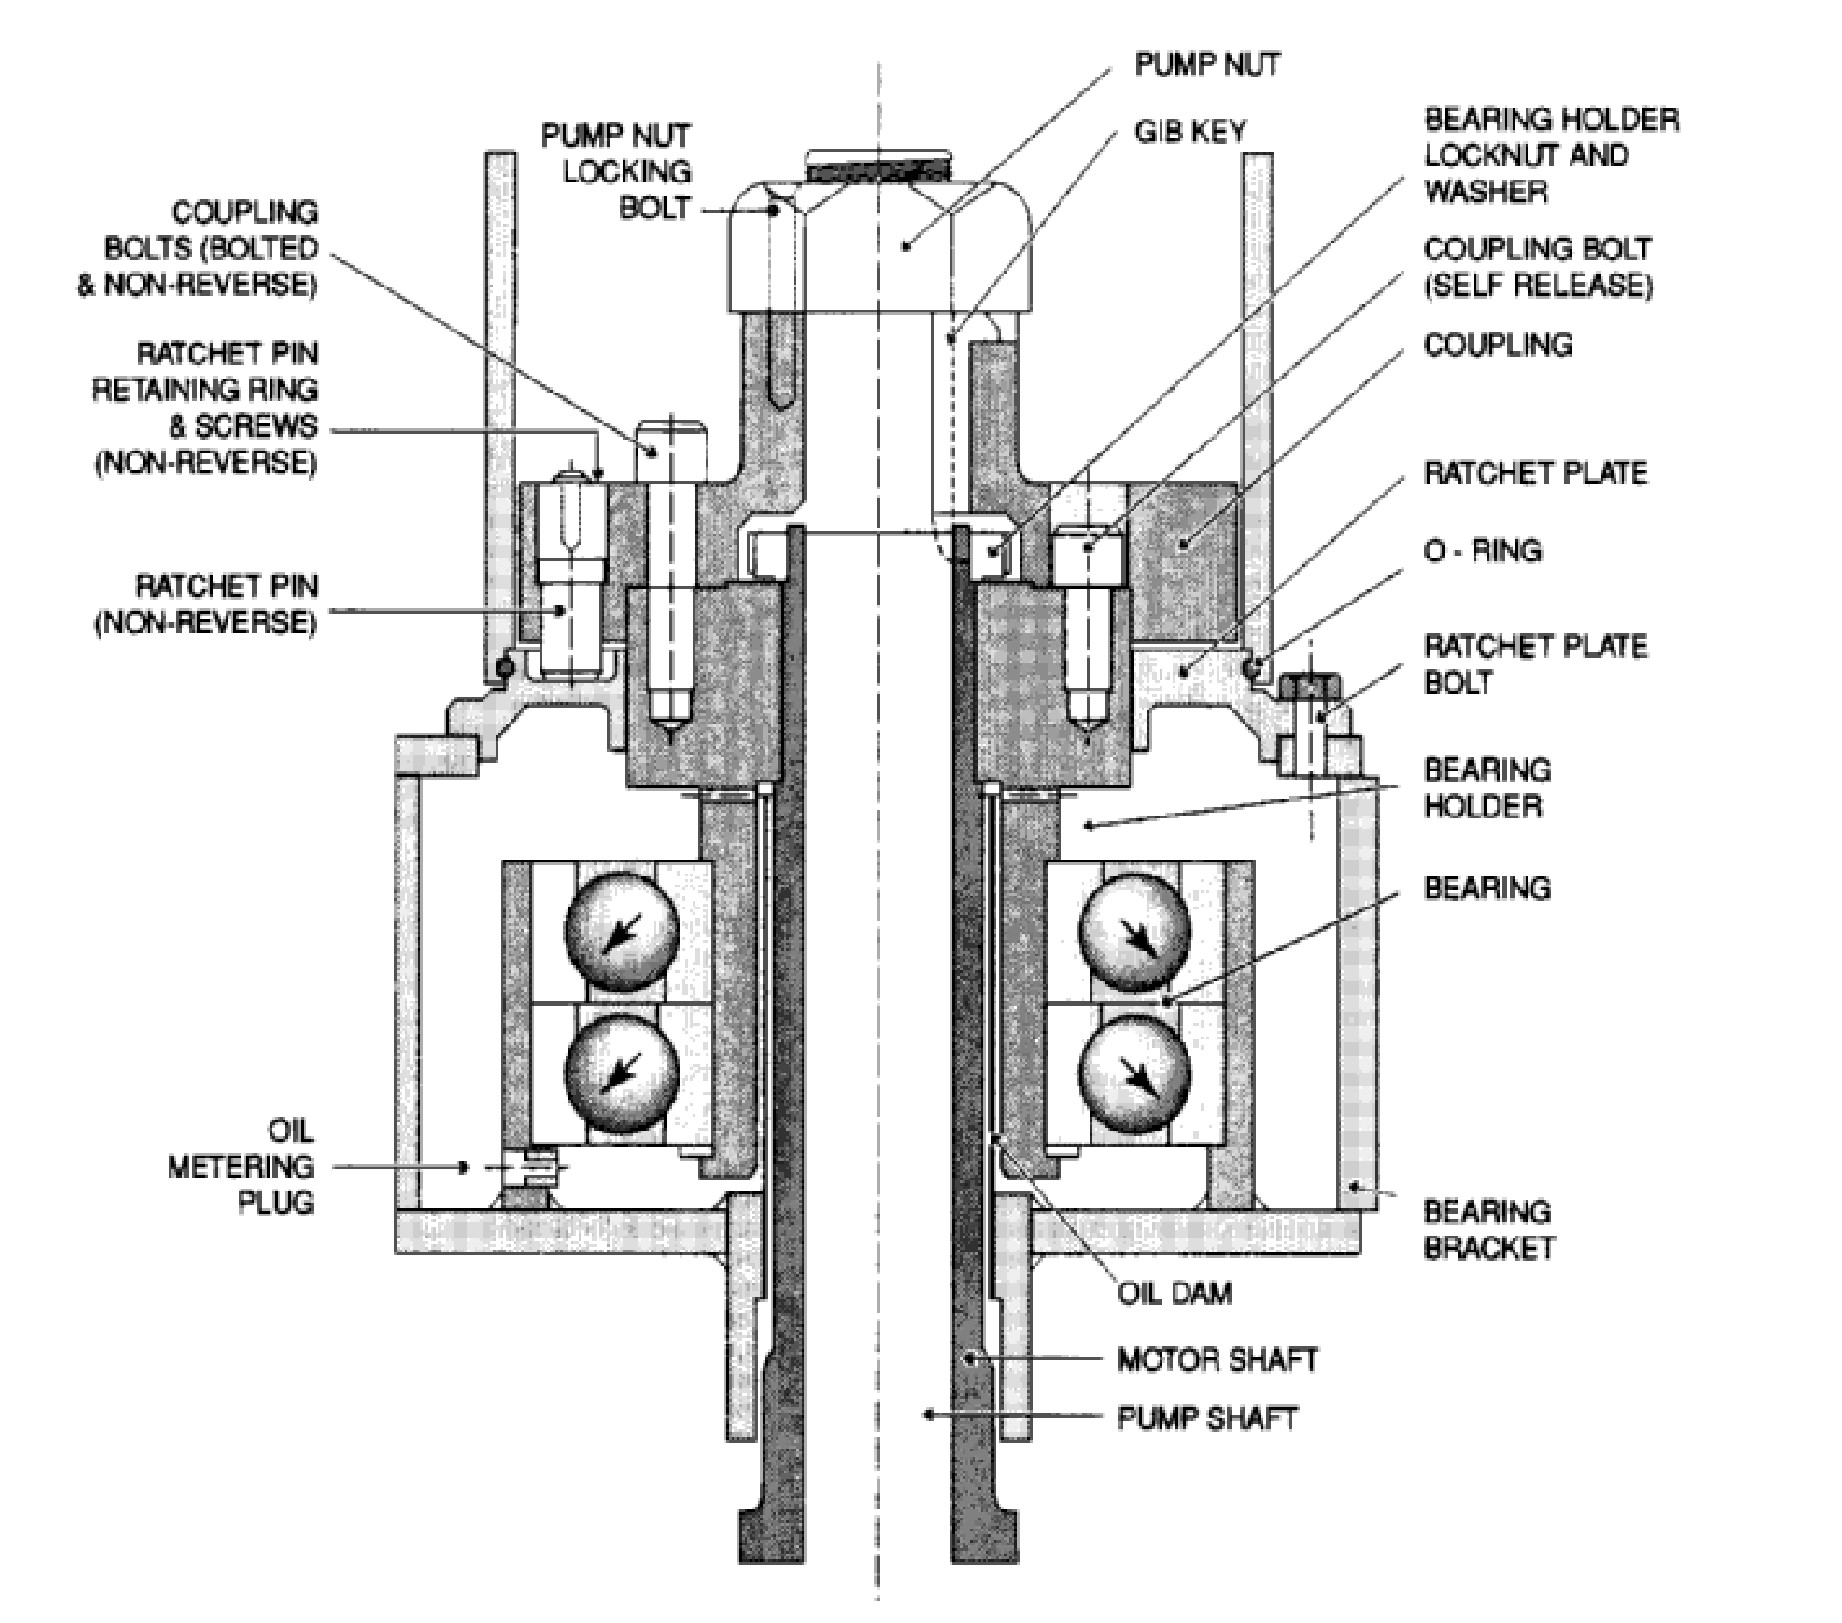 PUMP NUT
GIB KEY
BEARING HOLDER
LOCKNUT AND
WASHER
PUMP NUT
LOCKING
BOLT
COUPLING
BOLTS (BOLTED
& NON-REVERSE)
COUPLING BOLT
(SELF RELEASE)
COUPLING
RATCHET PIN
RETAINING RING
& SCREWS
(NON-REVERSE)
RATCHET PLATE
O - RING
RATCHET PIN
(NON-REVERSE)
RATCHET PLATE
BOLT
BEARING
HOLDER
BEARING
OIL
METERING
PLUG
BEARING
BRACKET
OIL DAM
MOTOR SHAFT
PUMP SHAFT